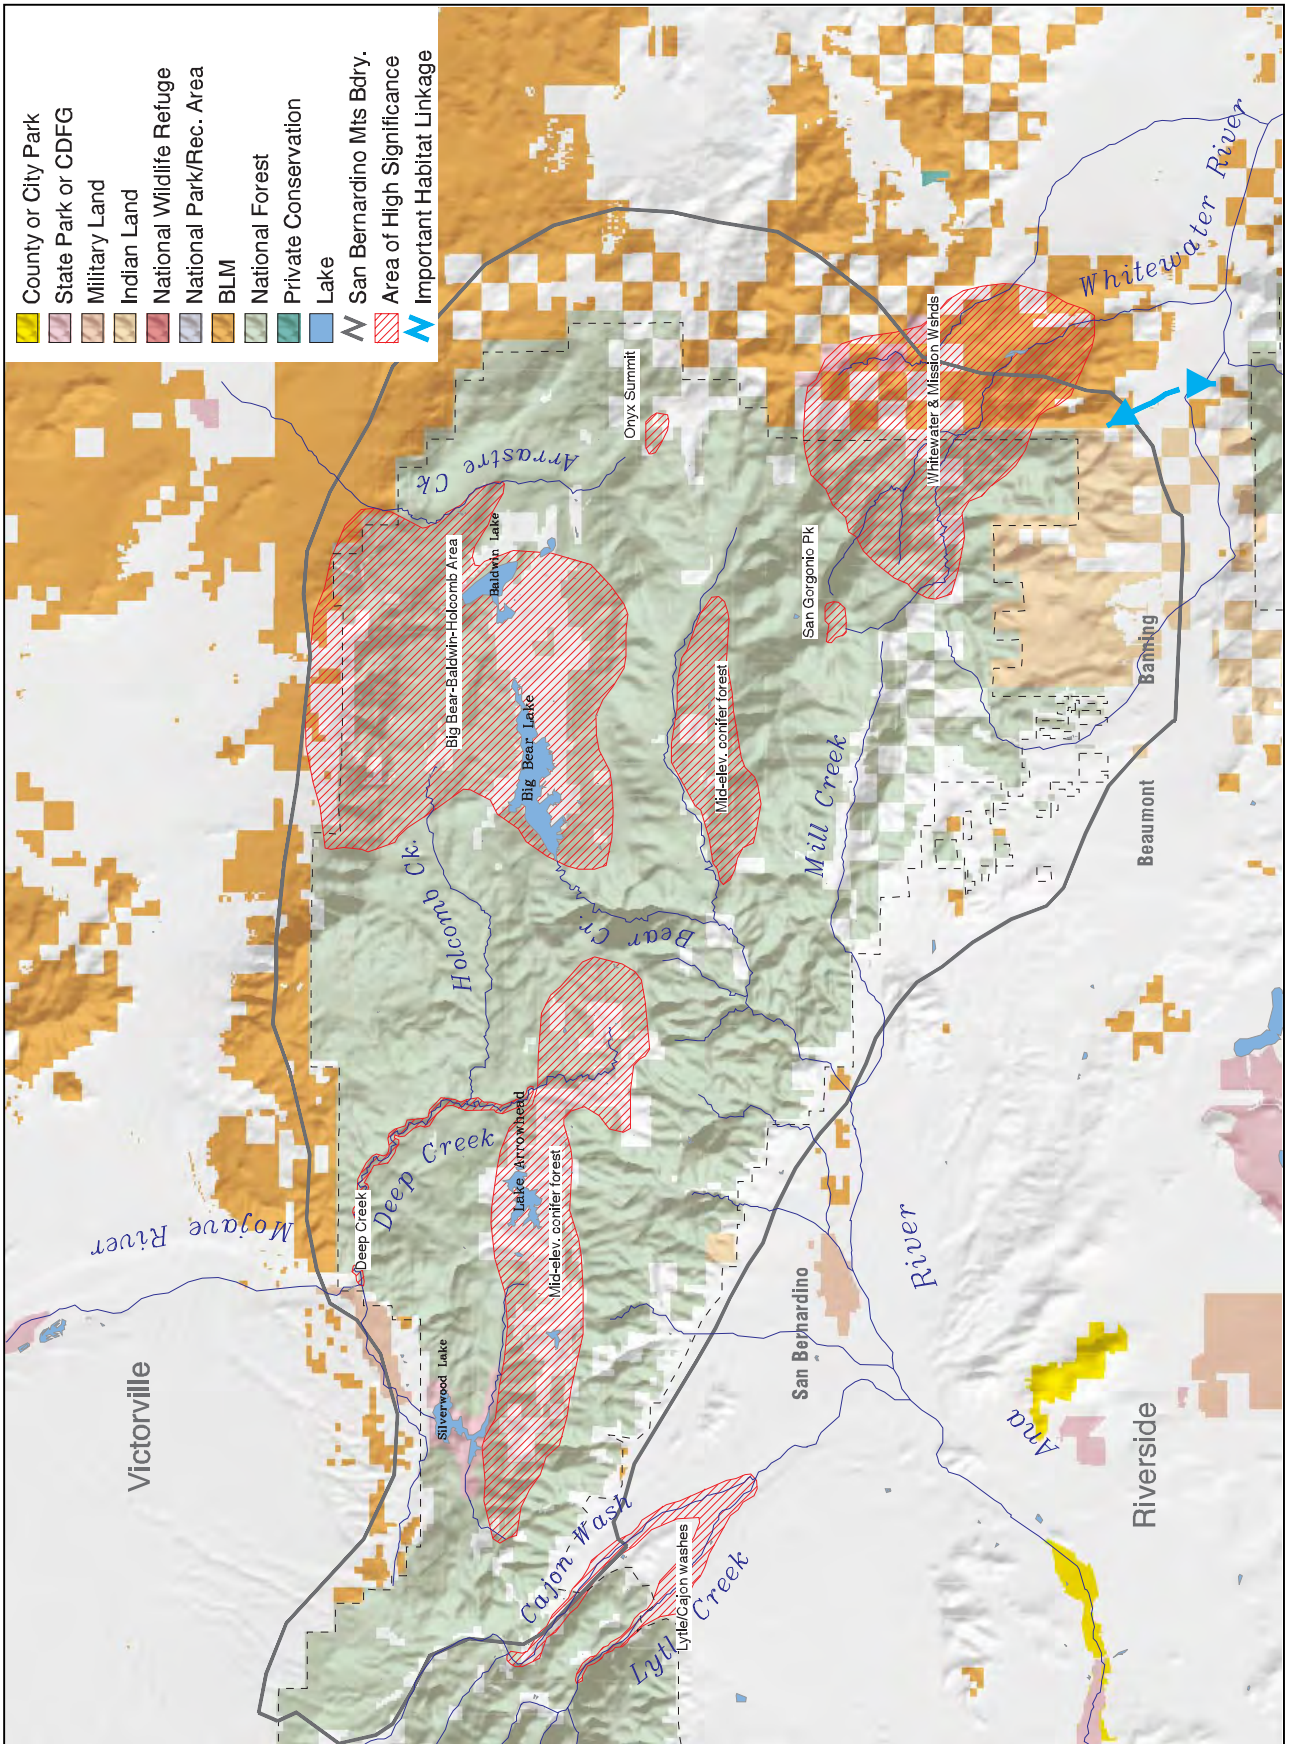 County or City Park
State Park or CDFG
Military Land
Indian Land
National Wildlife Refuge
National Park/Rec. Area
BLM
National Forest
Private Conservation
Lake
San Bernardino Mts Bdry.
Area of High Significance
Important Habitat Linkage
Victorville
Mojave River
Silverwood Lake
Deep Creek
Deep Creek
Lake Arrowhead
Mid-elev. conifer forest
Holcomb Ck.
Big Bear-Baldwin-Holcomb Area
Big Bear Lake
Baldwin Lake
Arrastre Ck
Onyx Summit
Bear Cr.
Mid-elev. conifer forest
San Gorgonio Pk
Mill Creek
Whitewater & Mission Wshds
Whitewater River
Cajon Wash
Lytle/Cajon washes
Lytl Creek
San Bernardino
Ana River
Riverside
Beaumont
Banning